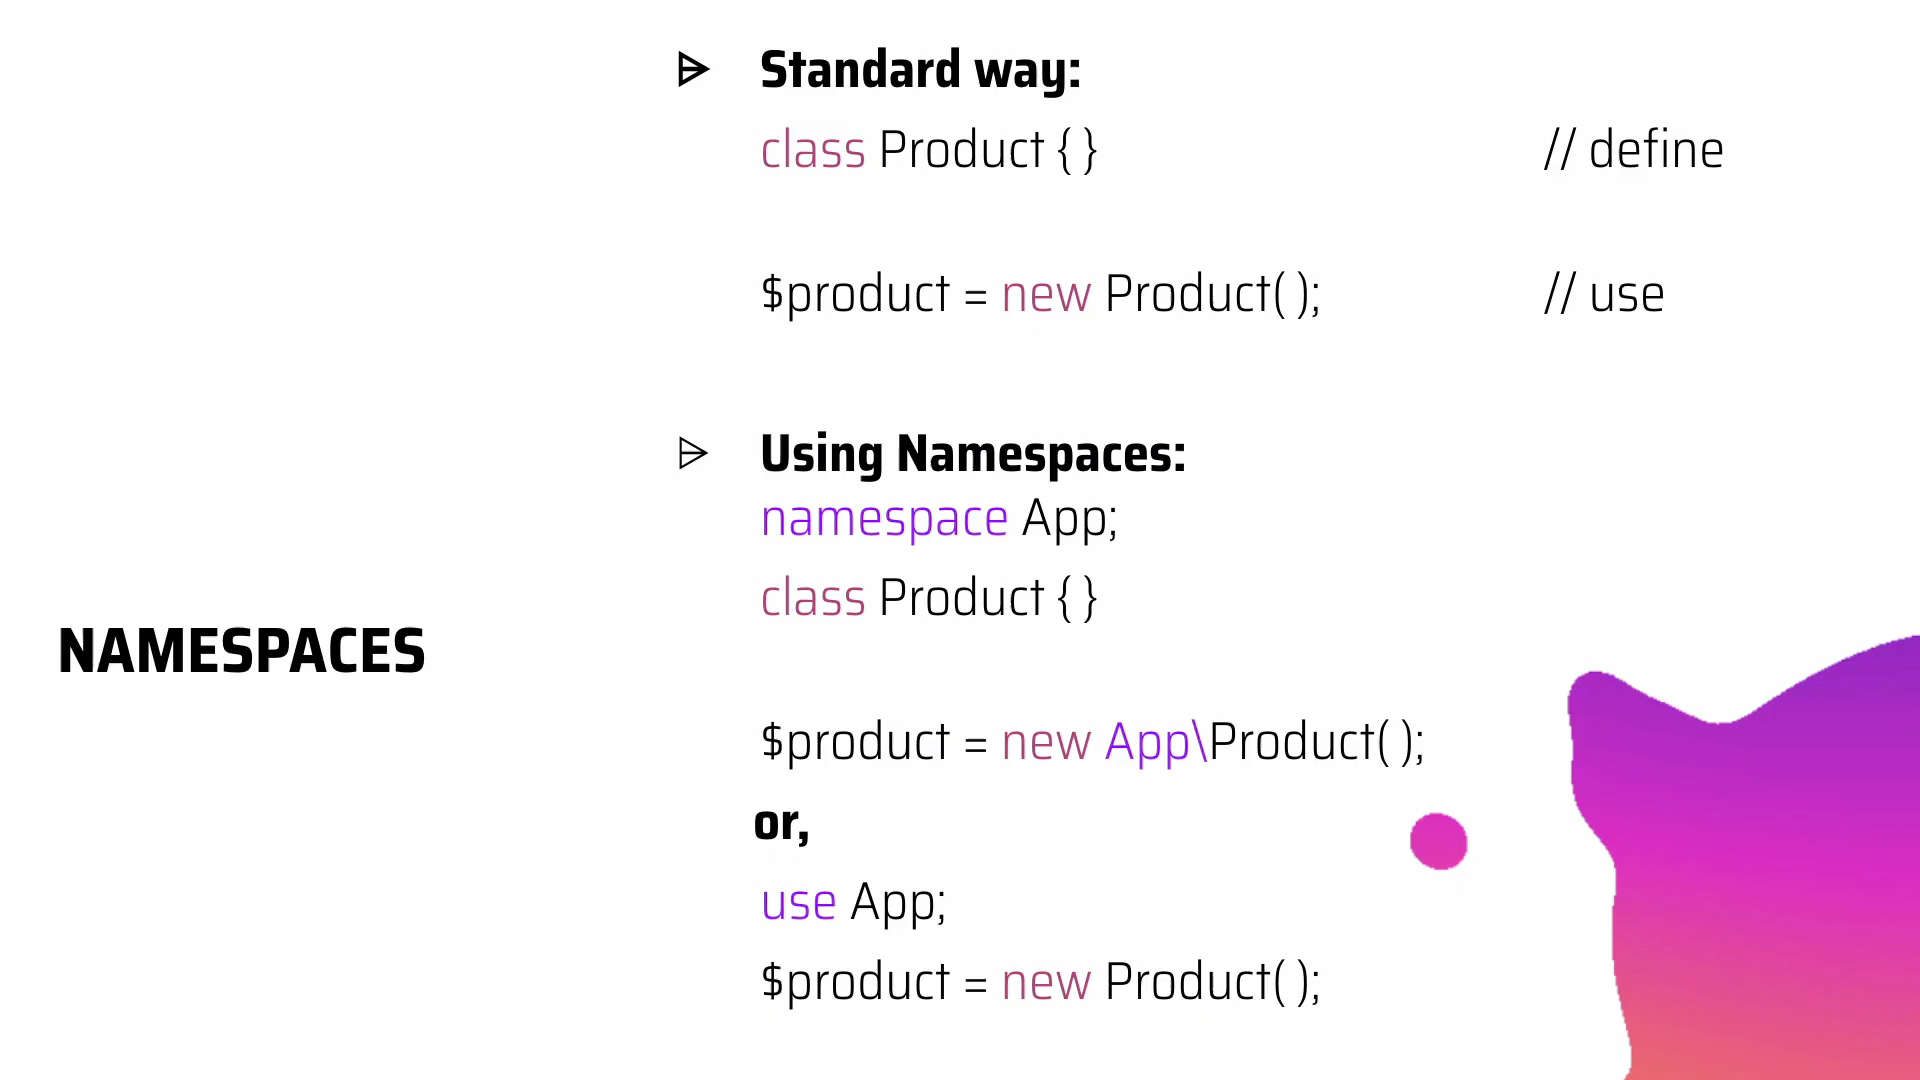 NAMESPACES
Standard way:
class Product { } // define
$product = new Product( ); // use
Using Namespaces:
namespace App;
class Product { }
$product = new App\Product( );
or,
use App;
$product = new Product( );